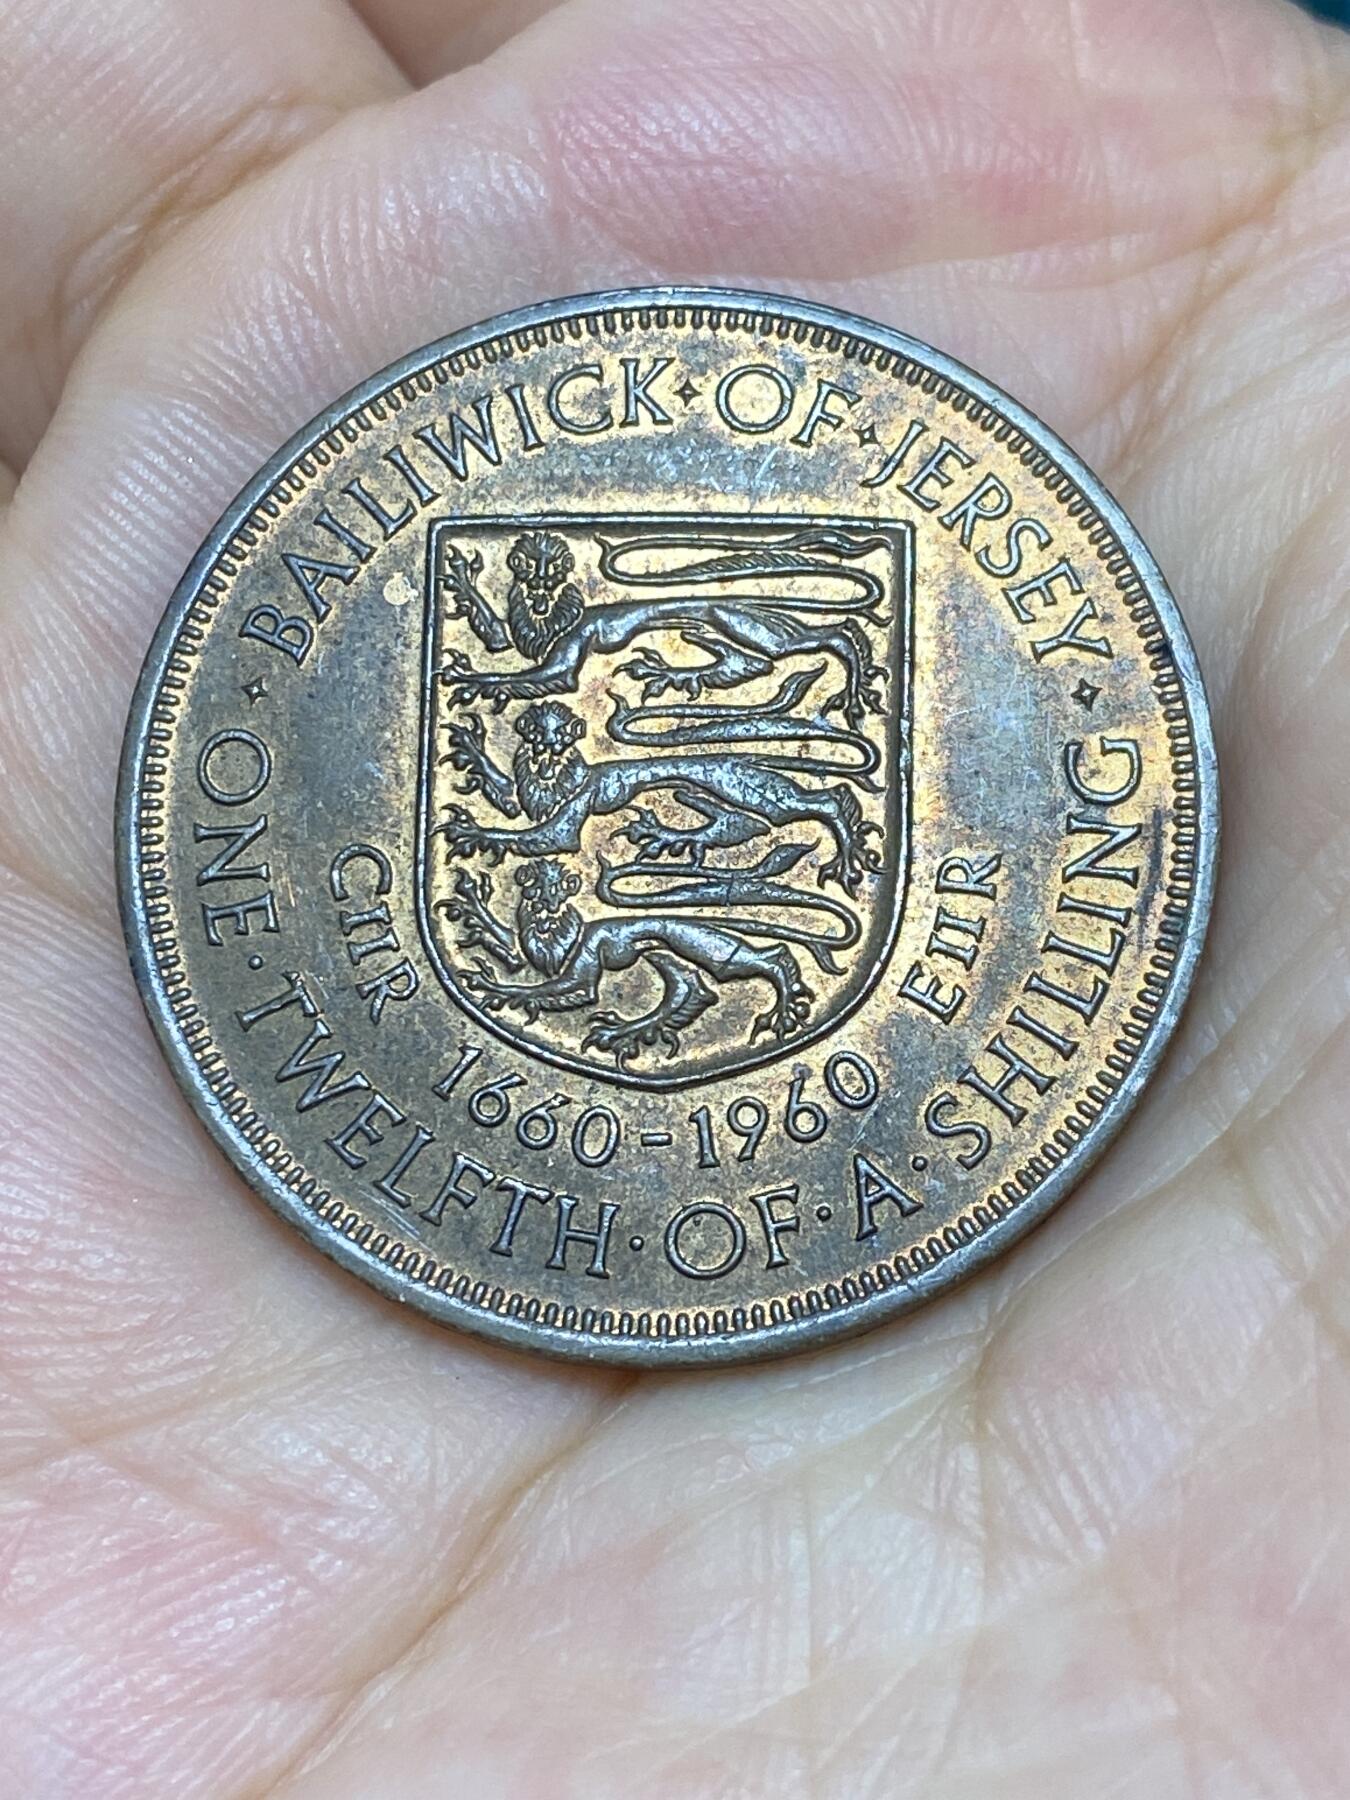 BAILIWICK · OF · JERSEY
ONE · TWELFTH · OF · A · SHILLING
CIIR
EIIR
1660-1960